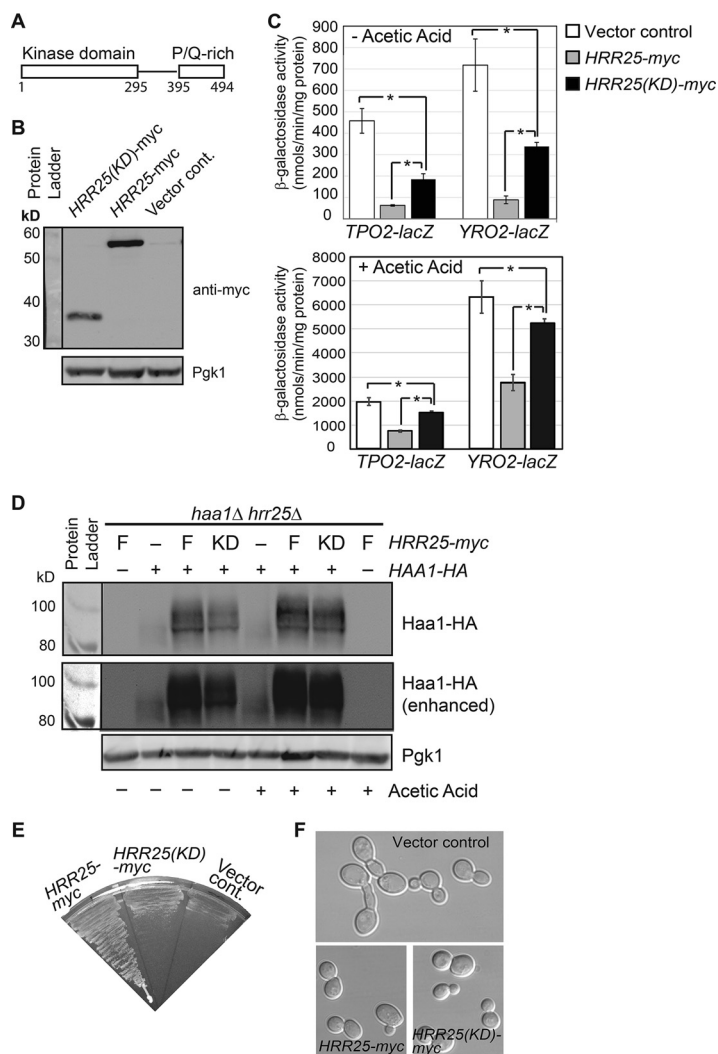 A
Kinase domain P/Q-rich
1 295 395 494
B
Protein Ladder
HRR25(KD)-myc
HRR25-myc
Vector cont.
kD
60
50
40
30
anti-myc
Pgk1
C
Vector control
HRR25-myc
HRR25(KD)-myc
β-galactosidase activity
(nmols/min/mg protein)
- Acetic Acid
900
800
700
600
500
400
300
200
100
0
* * * *
TPO2-lacZ YRO2-lacZ
β-galactosidase activity
(nmols/min/mg protein)
+ Acetic Acid
8000
7000
6000
5000
4000
3000
2000
1000
0
* * * *
TPO2-lacZ YRO2-lacZ
D
haa1Δ hrr25Δ
Protein
Ladder
F – F KD – F KD F HRR25-myc
– + + + + + + – HAA1-HA
kD
100
80
Haa1-HA
100
80
Haa1-HA
(enhanced)
Pgk1
– – – – + + + + Acetic Acid
E
HRR25-
myc
HRR25(KD)
-myc
Vector
cont.
F
Vector control
HRR25-myc
HRR25(KD)-
myc